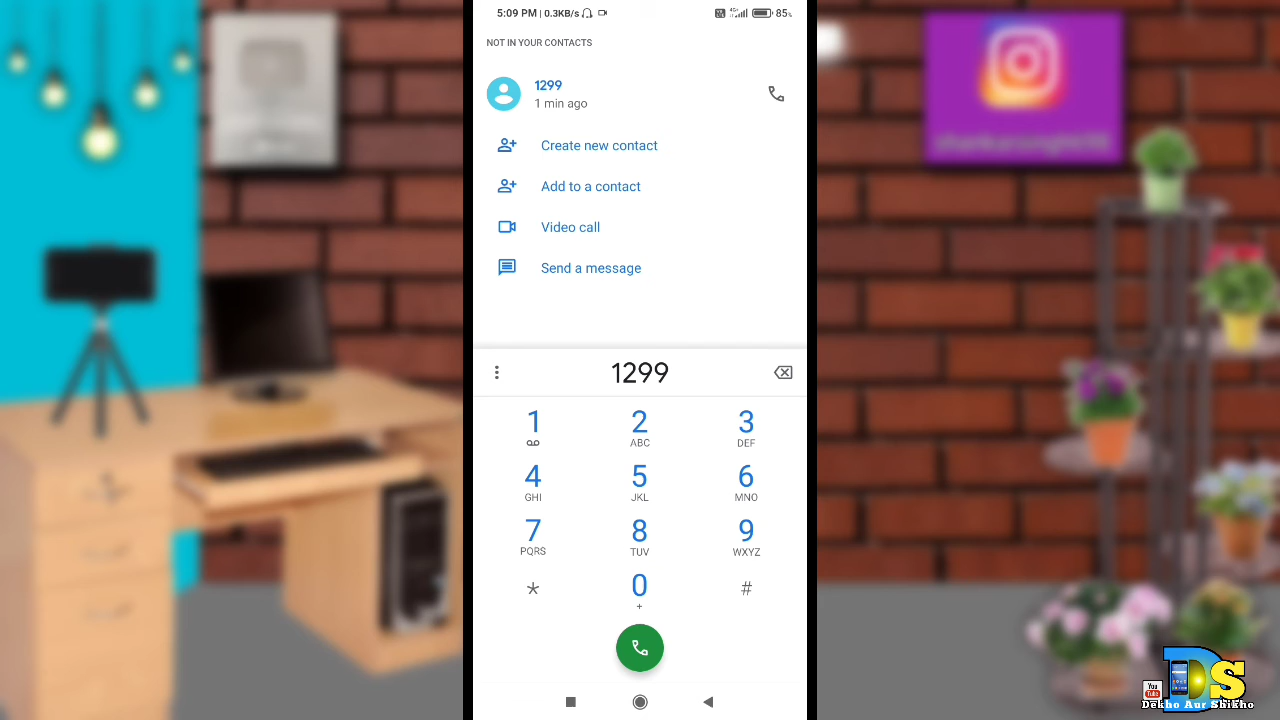 5:09 PM | 0.3KB/s 85%
NOT IN YOUR CONTACTS
1299
1 min ago
Create new contact
Add to a contact
Video call
Send a message
1299
1 2 3
ABC DEF
4 5 6
GHI JKL MNO
7 8 9
PQRS TUV WXYZ
* 0 #
+
DS
You
Tube
Dekho Aur Shikho